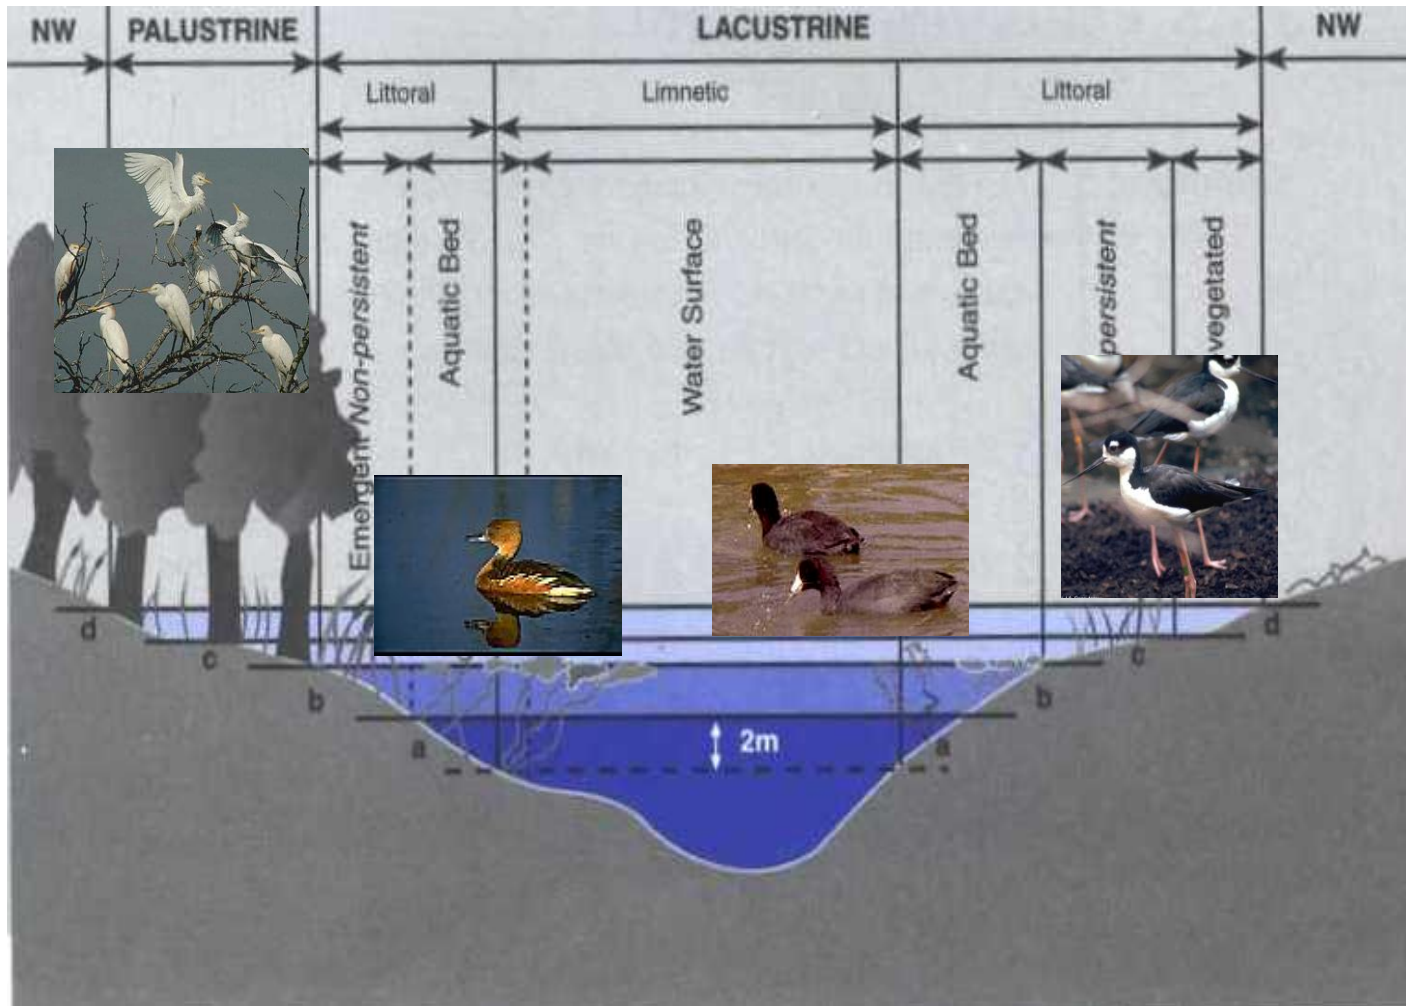 NW PALUSTRINE LACUSTRINE NW
Littoral Limnetic Littoral
Emergent Non-persistent
Aquatic Bed
Water Surface
Aquatic Bed
persistent
vegetated
d
c
b
a
2m
a
b
c
d